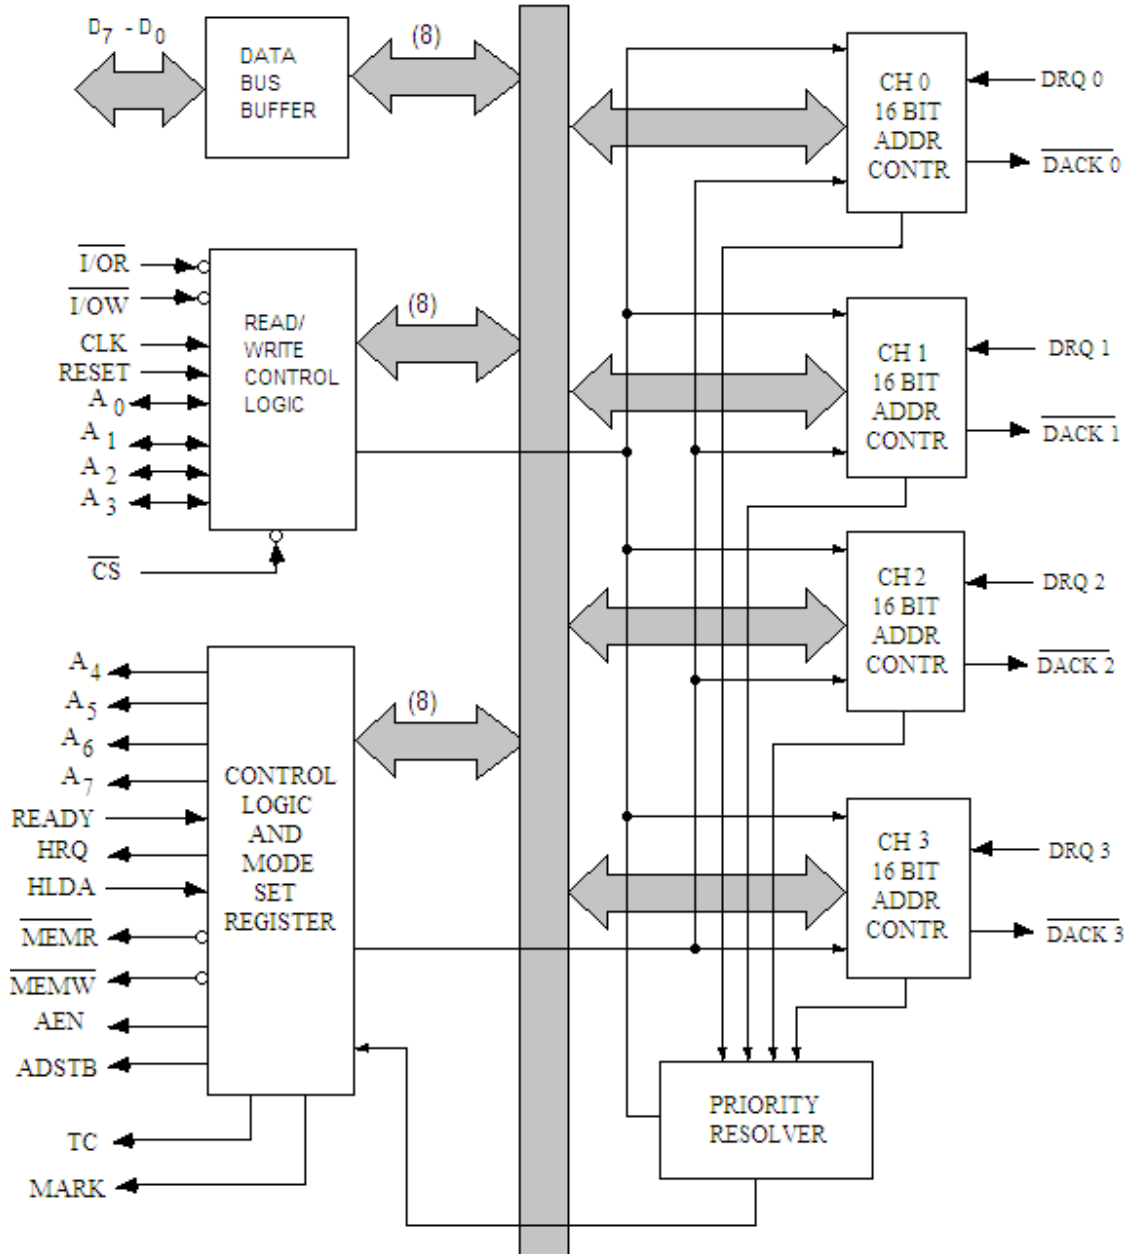 D7 - D0
DATA
BUS
BUFFER
(8)
I/OR
I/OW
CLK
RESET
A0
A1
A2
A3
CS
READ/
WRITE
CONTROL
LOGIC
(8)
A4
A5
A6
A7
READY
HRQ
HLDA
MEMR
MEMW
AEN
ADSTB
TC
MARK
CONTROL
LOGIC
AND
MODE
SET
REGISTER
(8)
CH 0
16 BIT
ADDR
CONTR
DRQ 0
DACK 0
CH 1
16 BIT
ADDR
CONTR
DRQ 1
DACK 1
CH 2
16 BIT
ADDR
CONTR
DRQ 2
DACK 2
CH 3
16 BIT
ADDR
CONTR
DRQ 3
DACK 3
PRIORITY
RESOLVER